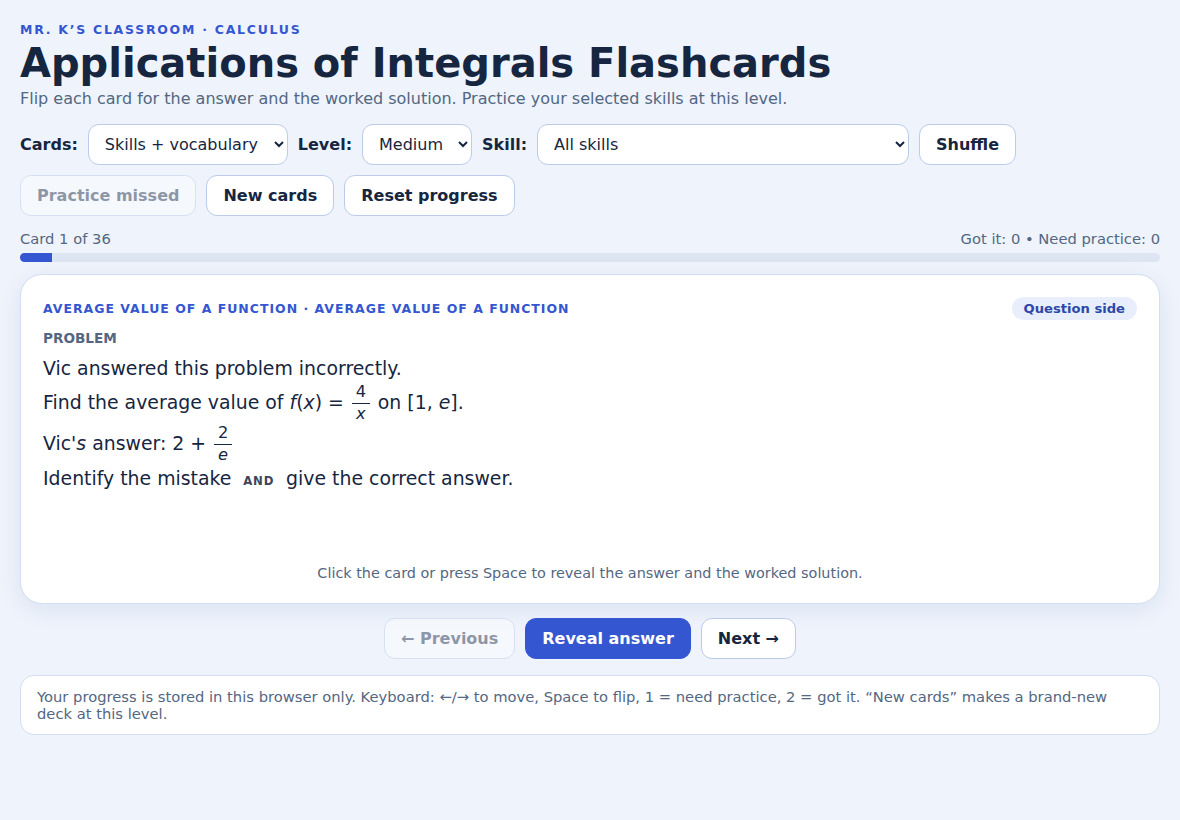 MR. K’S CLASSROOM · CALCULUS
Applications of Integrals Flashcards
Flip each card for the answer and the worked solution. Practice your selected skills at this level.
Cards: Skills + vocabulary Level: Medium Skill: All skills Shuffle
Practice missed New cards Reset progress
Card 1 of 36 Got it: 0 • Need practice: 0
AVERAGE VALUE OF A FUNCTION · AVERAGE VALUE OF A FUNCTION Question side
PROBLEM
Vic answered this problem incorrectly.
Find the average value of f(x) = 4/x on [1, e].
Vic's answer: 2 + 2/e
Identify the mistake AND give the correct answer.
Click the card or press Space to reveal the answer and the worked solution.
← Previous Reveal answer Next →
Your progress is stored in this browser only. Keyboard: ←/→ to move, Space to flip, 1 = need practice, 2 = got it. “New cards” makes a brand-new
deck at this level.